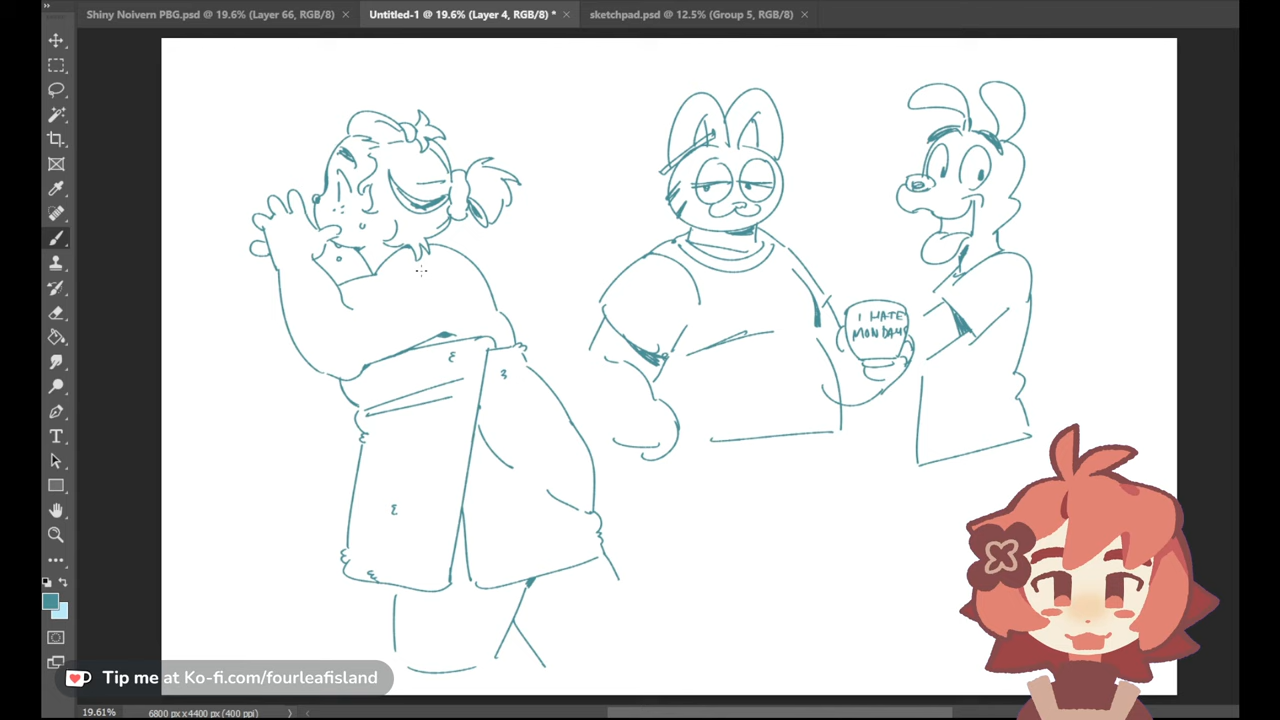 Shiny Noivern PBG.psd @ 19.6% (Layer 66, RGB/8) ×
Untitled-1 @ 19.6% (Layer 4, RGB/8) * ×
sketchpad.psd @ 12.5% (Group 5, RGB/8) ×
I HATE
MONDAYS
Tip me at Ko-fi.com/fourleafisland
19.61%
6800 px x 4400 px (400 ppi)